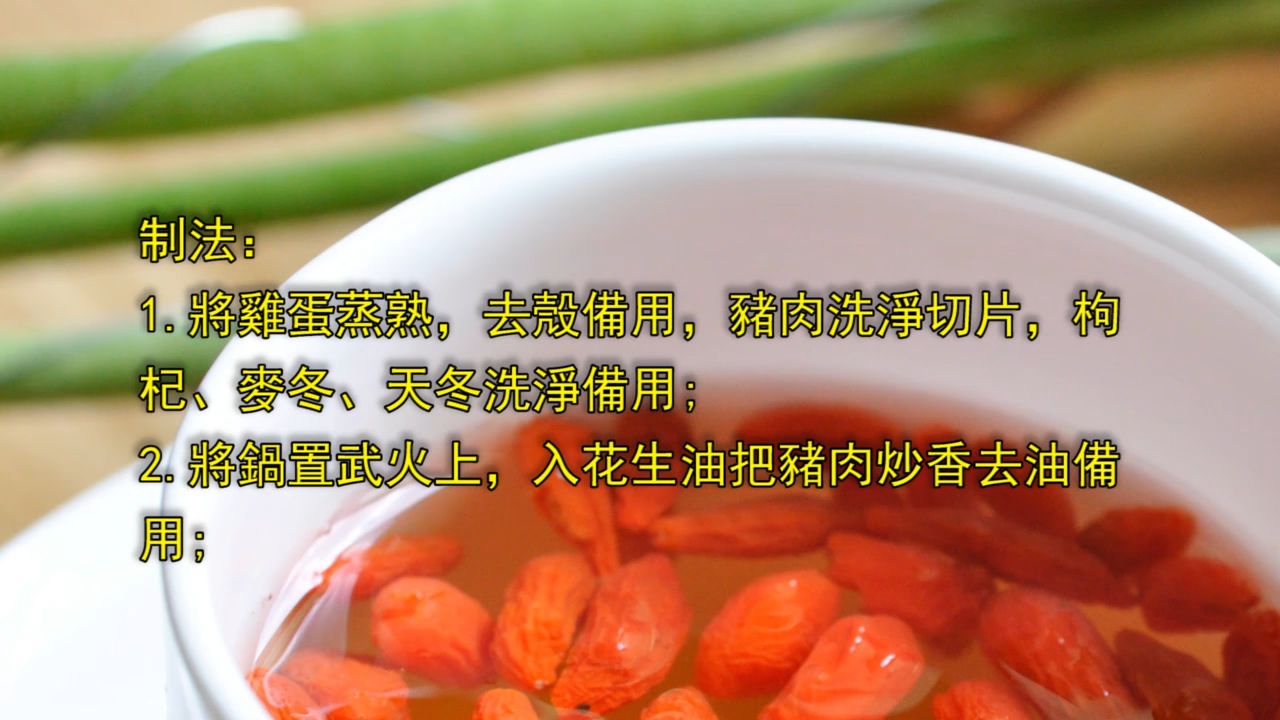 制法：
1.將雞蛋蒸熟，去殼備用，豬肉洗淨切片，枸
杞、麥冬、天冬洗淨備用；
2.將鍋置武火上，入花生油把豬肉炒香去油備
用；